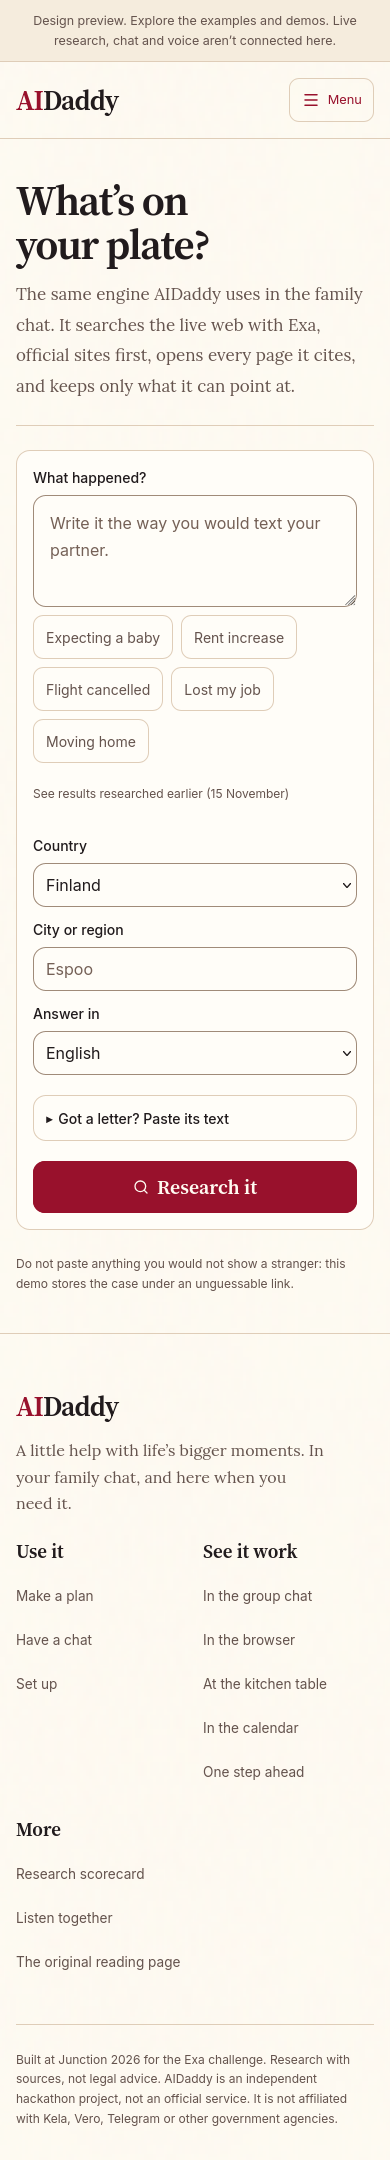 Design preview. Explore the examples and demos. Live
research, chat and voice aren’t connected here.
AIDaddy
Menu
What’s on
your plate?
The same engine AIDaddy uses in the family
chat. It searches the live web with Exa,
official sites first, opens every page it cites,
and keeps only what it can point at.
What happened?
Write it the way you would text your
partner.
Expecting a baby
Rent increase
Flight cancelled
Lost my job
Moving home
See results researched earlier (15 November)
Country
Finland
City or region
Espoo
Answer in
English
Got a letter? Paste its text
Research it
Do not paste anything you would not show a stranger: this
demo stores the case under an unguessable link.
AIDaddy
A little help with life’s bigger moments. In
your family chat, and here when you
need it.
Use it
Make a plan
Have a chat
Set up
See it work
In the group chat
In the browser
At the kitchen table
In the calendar
One step ahead
More
Research scorecard
Listen together
The original reading page
Built at Junction 2026 for the Exa challenge. Research with
sources, not legal advice. AIDaddy is an independent
hackathon project, not an official service. It is not affiliated
with Kela, Vero, Telegram or other government agencies.